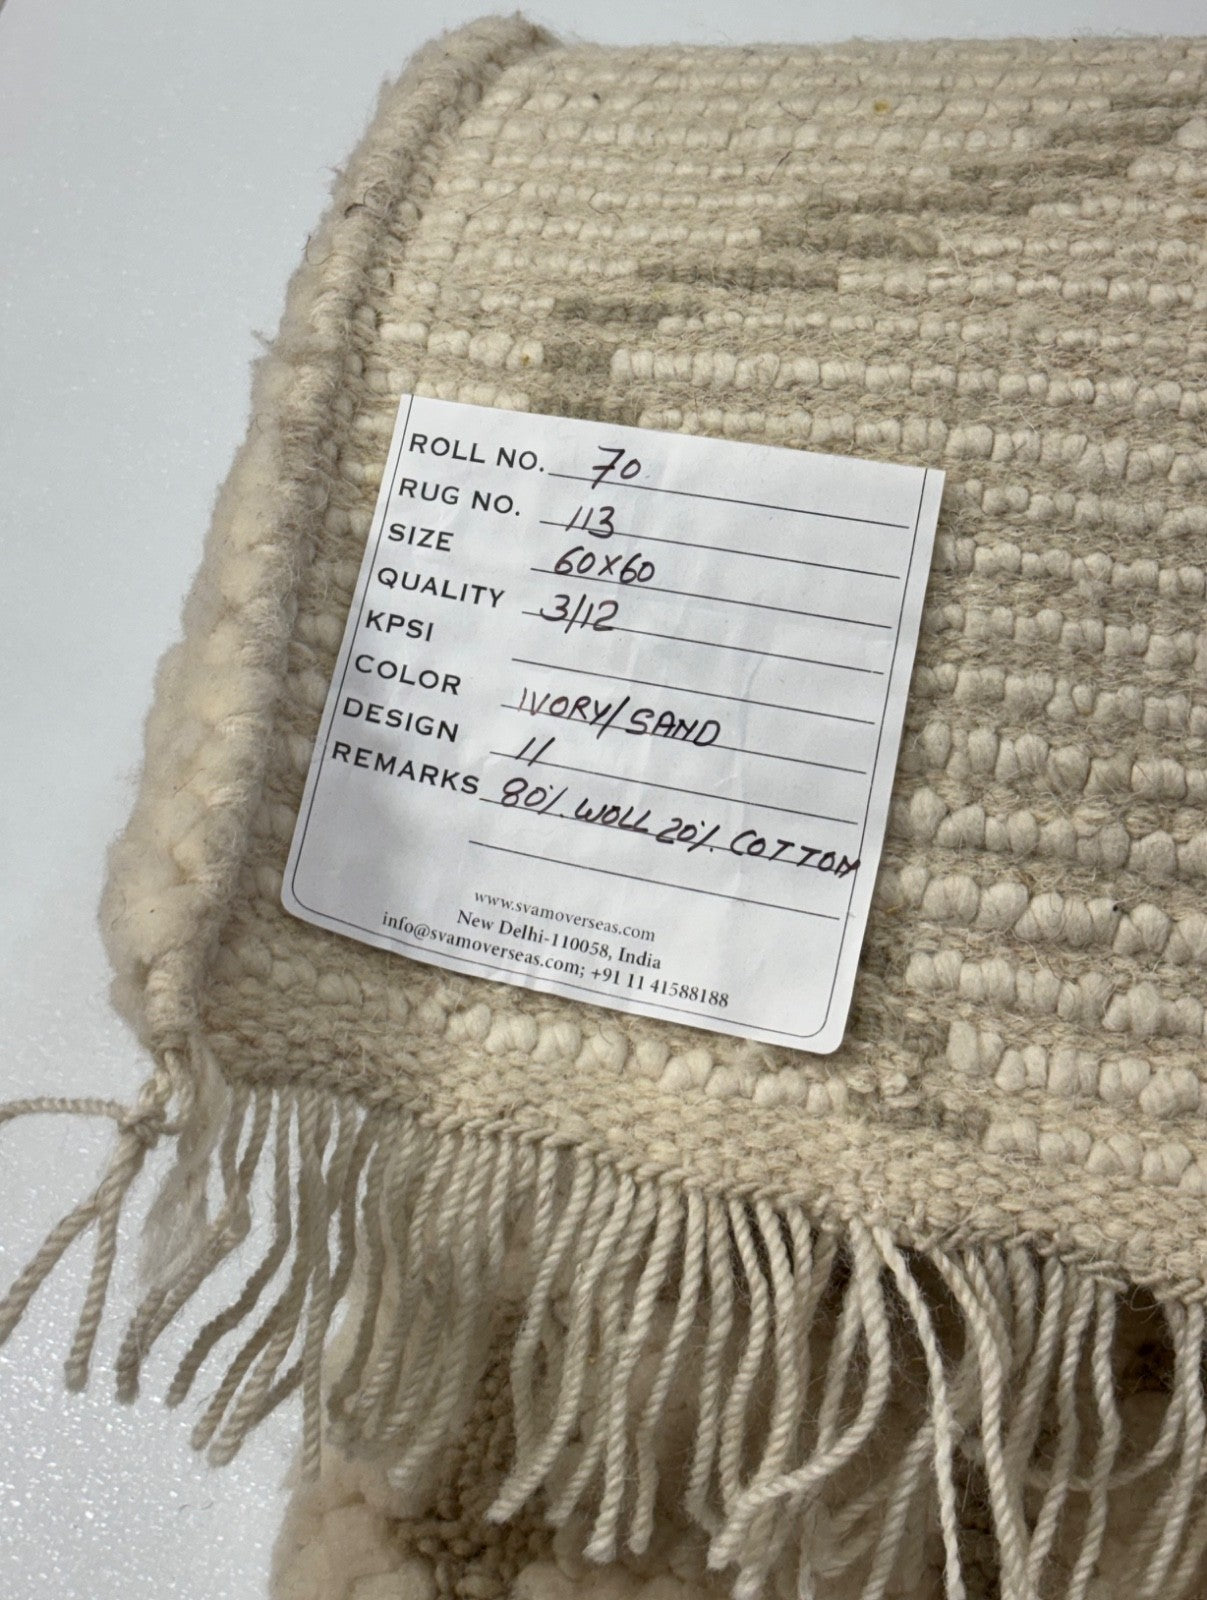 ROLL NO. 70
RUG NO. 113
SIZE 60X60
QUALITY 3/12
KPSI
COLOR IVORY/SAND
DESIGN 11
REMARKS 80% WOLL 20% COTTON
www.svamoverseas.com
New Delhi-110058, India
info@svamoverseas.com; +91 11 41588188